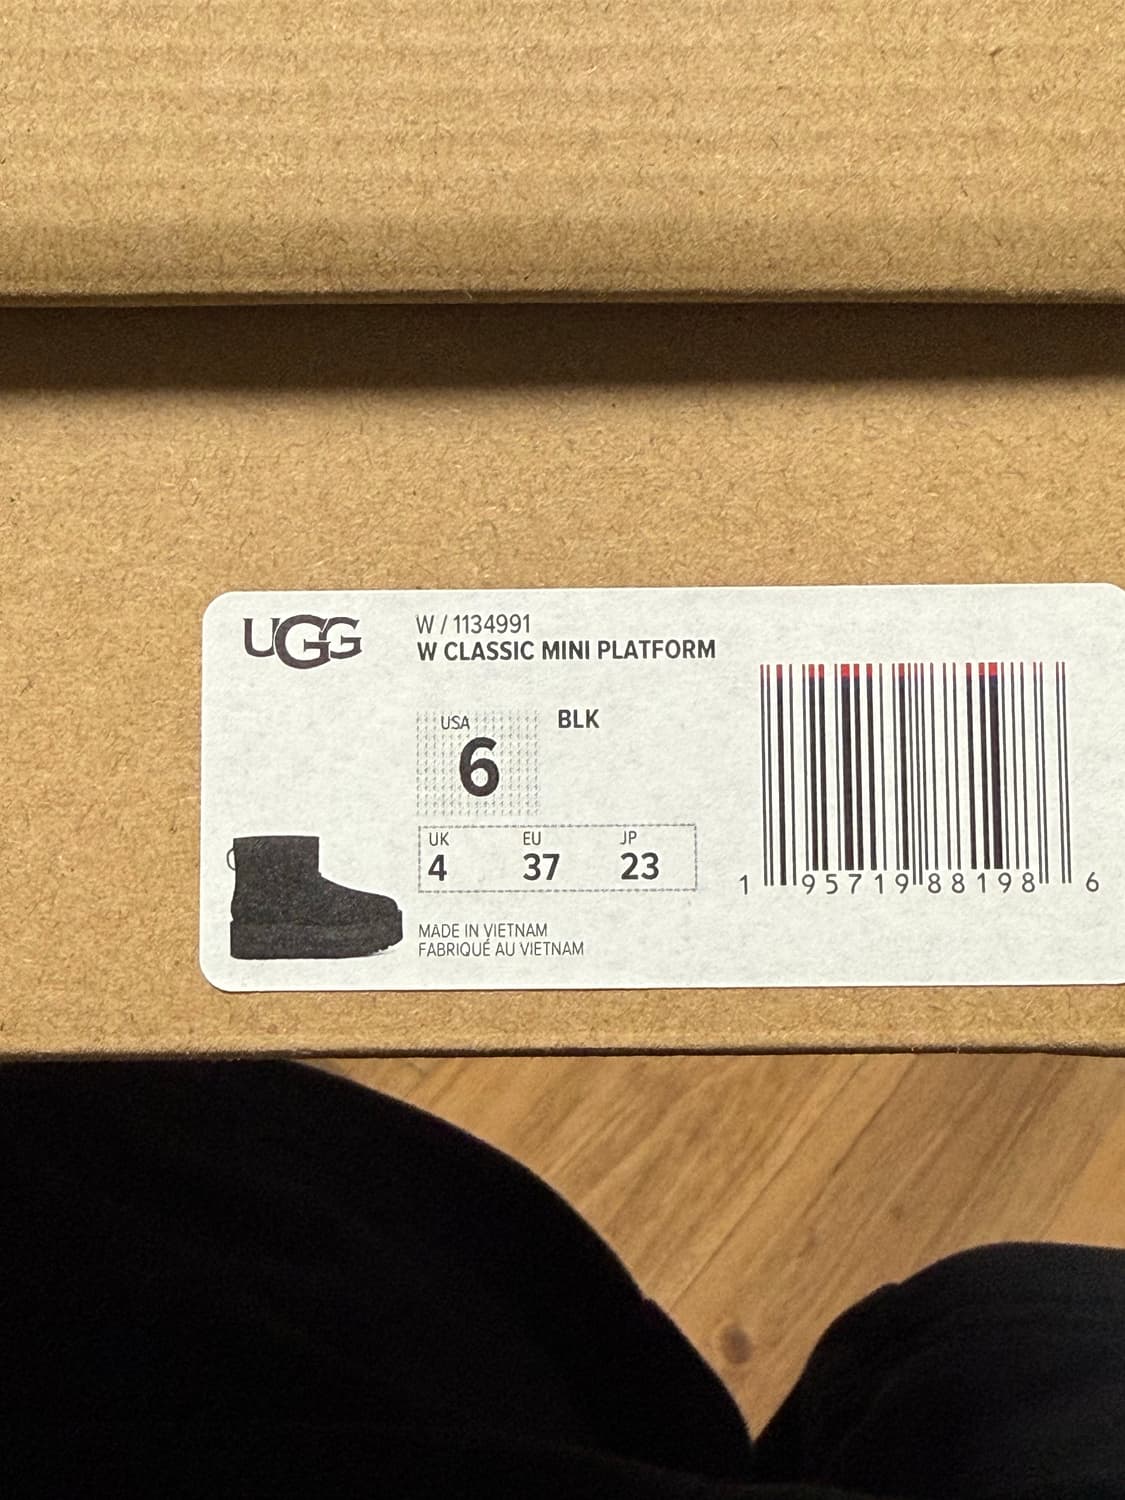 UGG
W / 1134991
W CLASSIC MINI PLATFORM
USA
6
BLK
UK EU JP
4 37 23
MADE IN VIETNAM
FABRIQUÉ AU VIETNAM
1 95719 88198 6